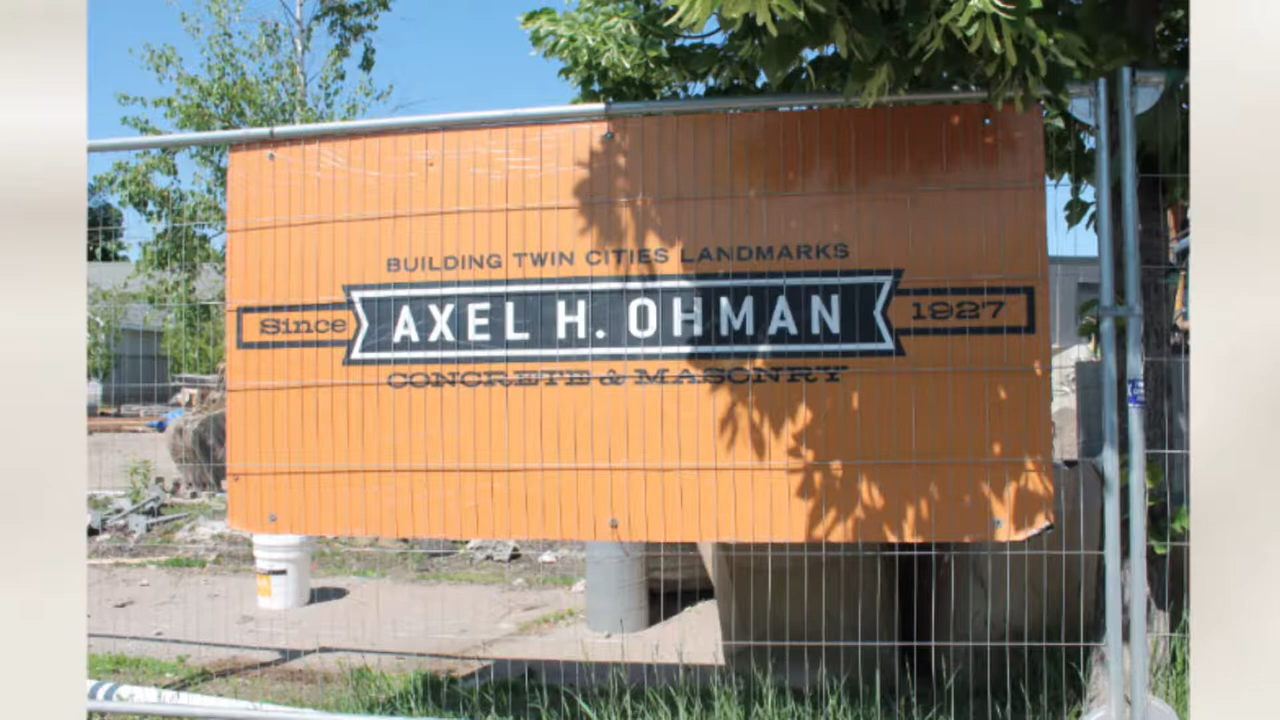 BUILDING TWIN CITIES LANDMARKS
Since AXEL H. OHMAN 1927
CONCRETE & MASONRY